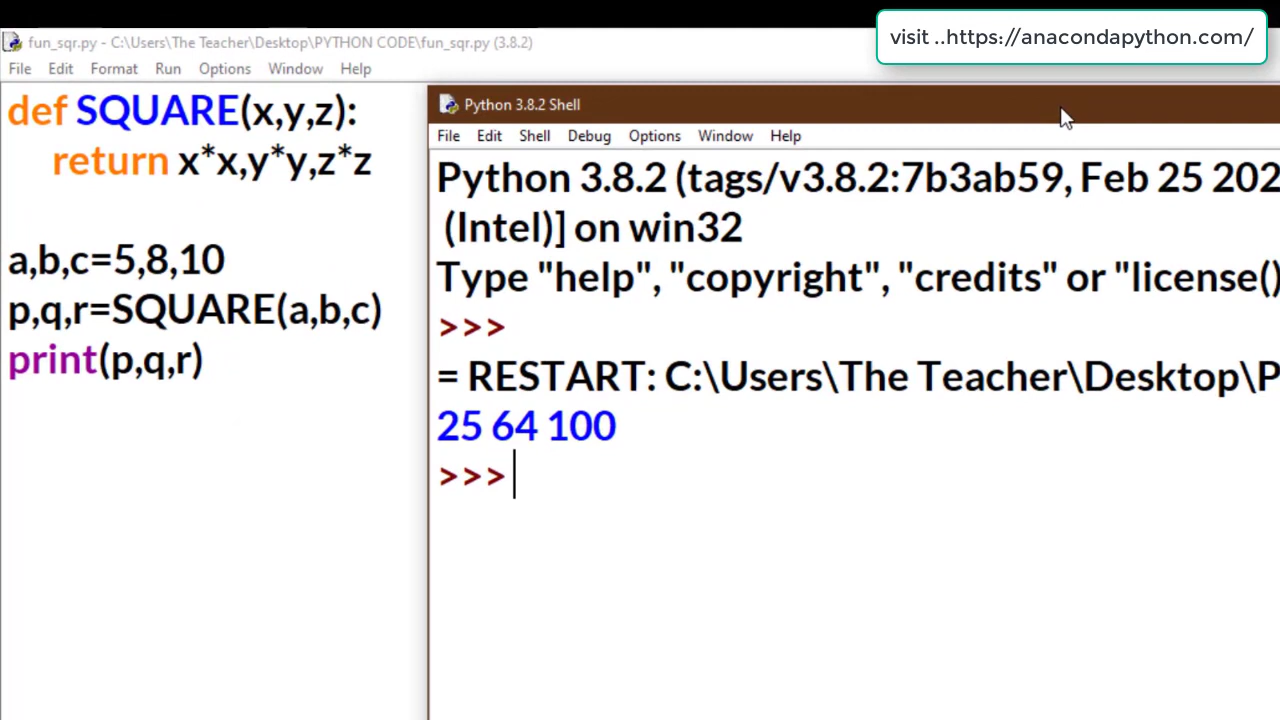 visit ..https://anacondapython.com/
fun_sqr.py - C:\Users\The Teacher\Desktop\PYTHON CODE\fun_sqr.py (3.8.2)
File Edit Format Run Options Window Help
def SQUARE(x,y,z):
    return x*x,y*y,z*z
a,b,c=5,8,10
p,q,r=SQUARE(a,b,c)
print(p,q,r)
Python 3.8.2 Shell
File Edit Shell Debug Options Window Help
Python 3.8.2 (tags/v3.8.2:7b3ab59, Feb 25 202
(Intel)] on win32
Type "help", "copyright", "credits" or "license()
>>>
= RESTART: C:\Users\The Teacher\Desktop\P
25 64 100
>>>